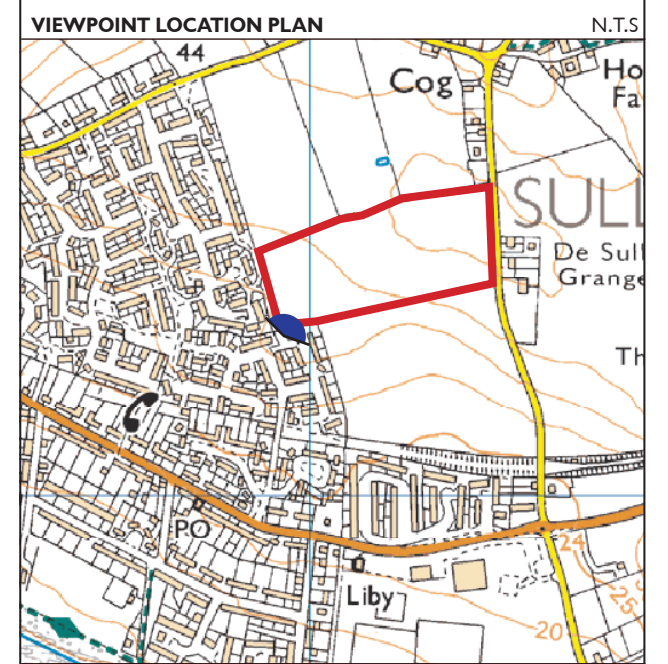 VIEWPOINT LOCATION PLAN
N.T.S
44
Cog
Ho
Fa
SULL
De Sull
Grange
Th
PO
24
Liby
25
20